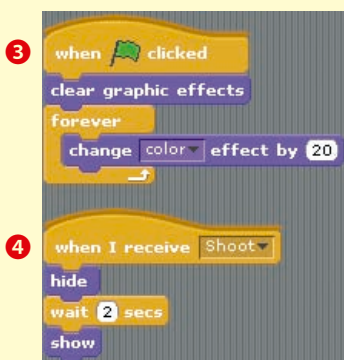 3
when clicked
clear graphic effects
forever
change color effect by 20
4
when I receive Shoot
hide
wait 2 secs
show